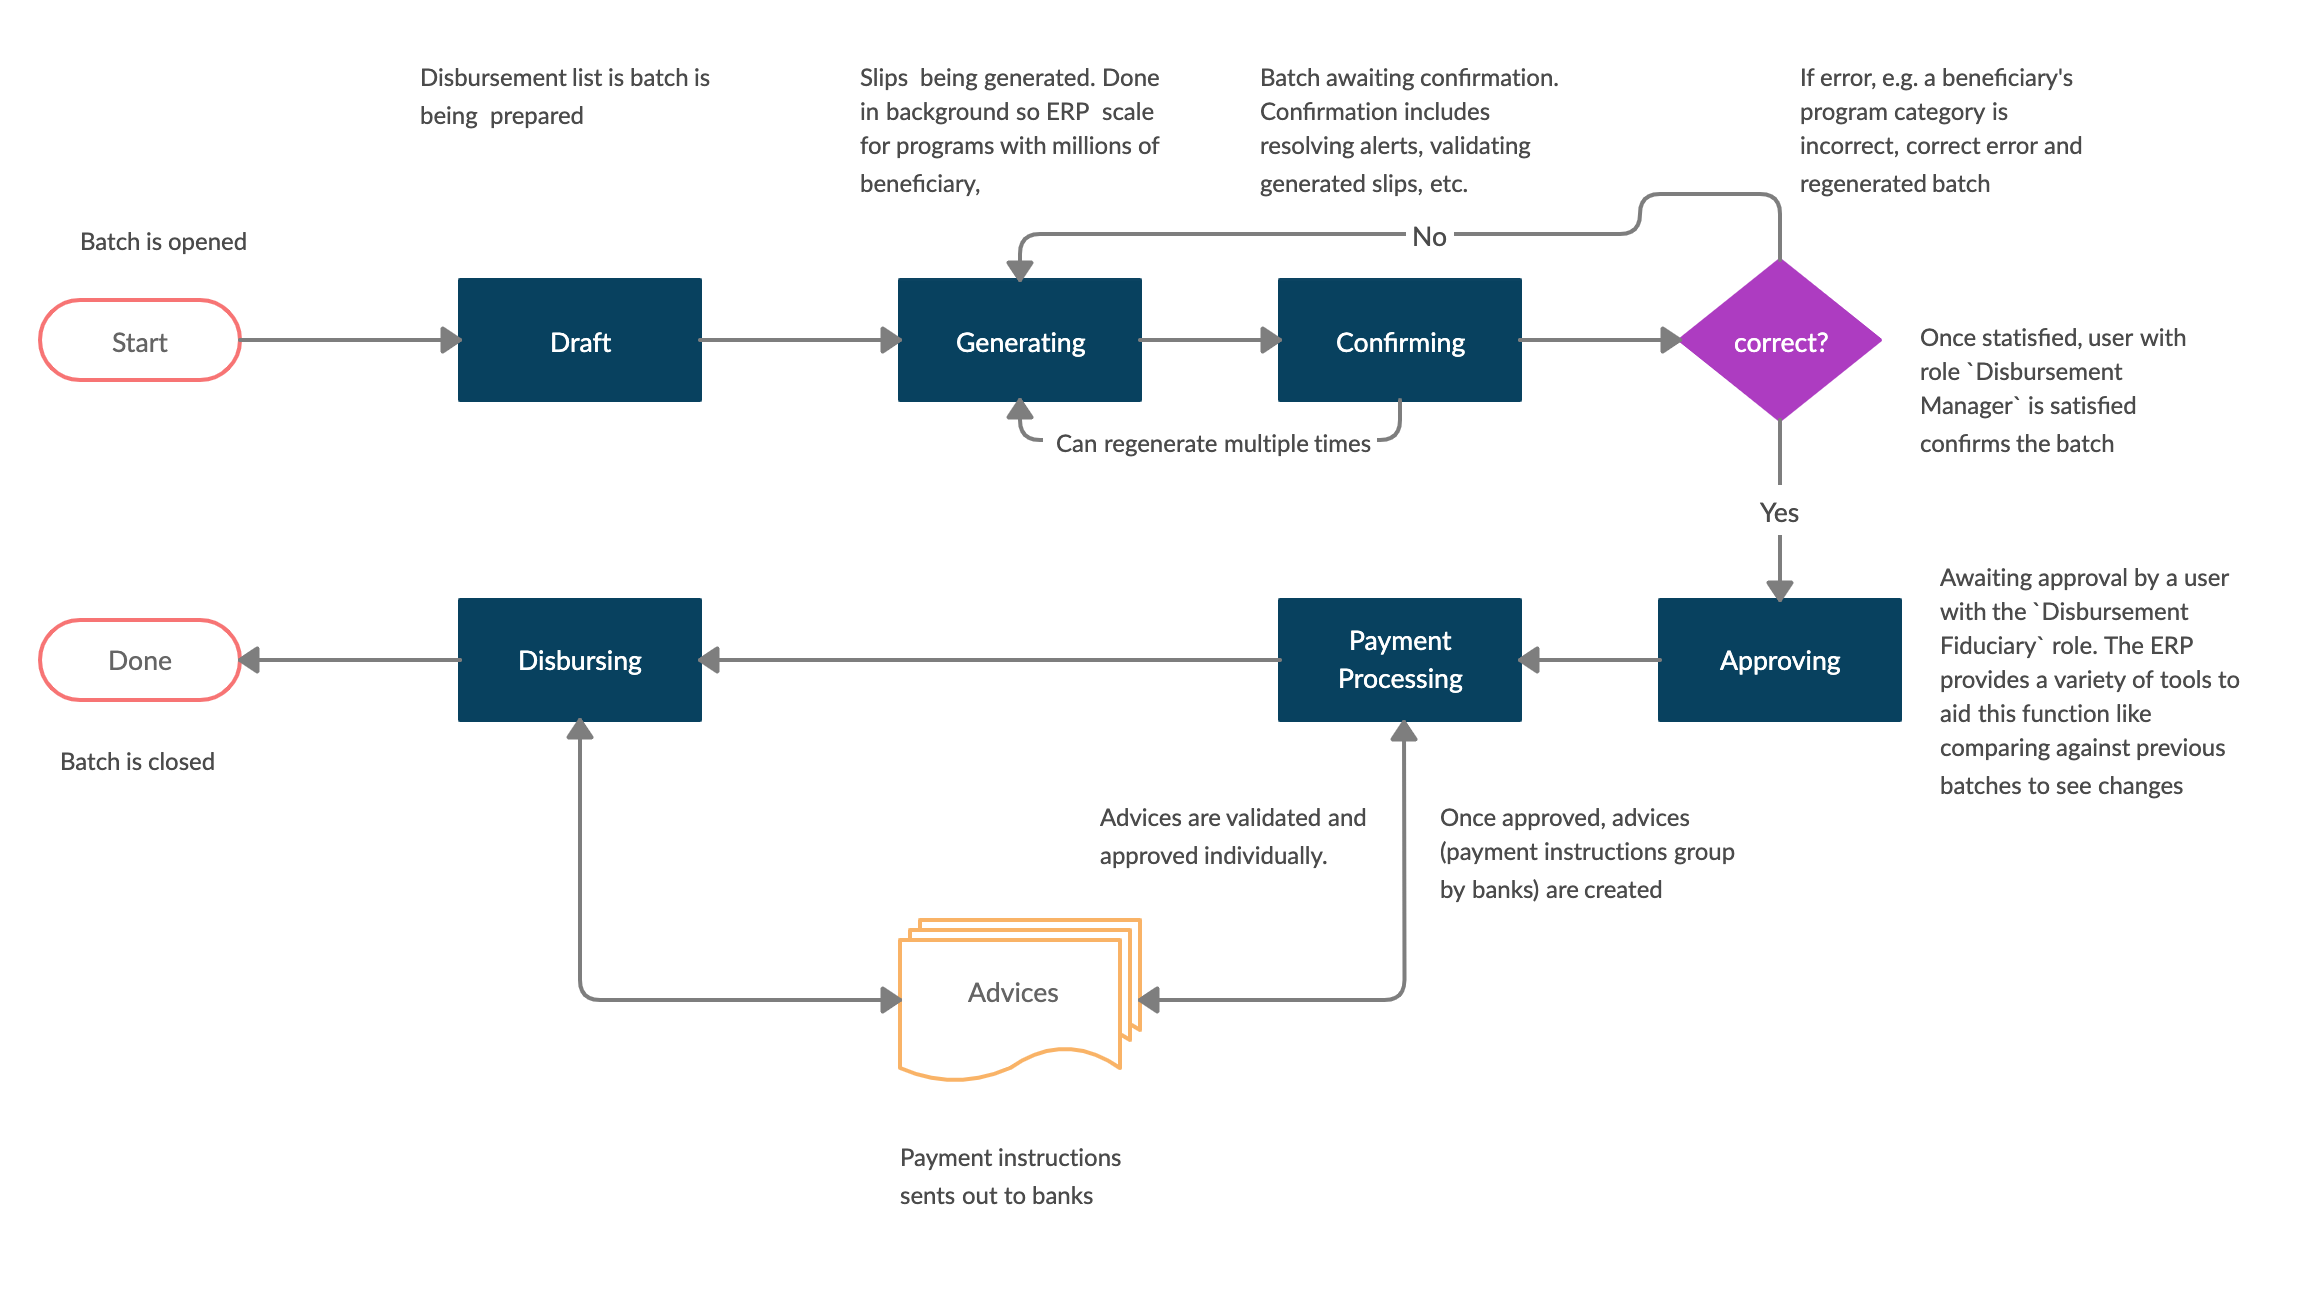 Disbursement list is batch is
being prepared
Slips being generated. Done
in background so ERP scale
for programs with millions of
beneficiary,
Batch awaiting confirmation.
Confirmation includes
resolving alerts, validating
generated slips, etc.
If error, e.g. a beneficiary's
program category is
incorrect, correct error and
regenerated batch
Batch is opened
No
Start
Draft
Generating
Confirming
correct?
Once statisfied, user with
role `Disbursement
Manager` is satisfied
confirms the batch
Can regenerate multiple times
Yes
Done
Disbursing
Payment
Processing
Approving
Awaiting approval by a user
with the `Disbursement
Fiduciary` role. The ERP
provides a variety of tools to
aid this function like
comparing against previous
batches to see changes
Batch is closed
Advices are validated and
approved individually.
Once approved, advices
(payment instructions group
by banks) are created
Advices
Payment instructions
sents out to banks